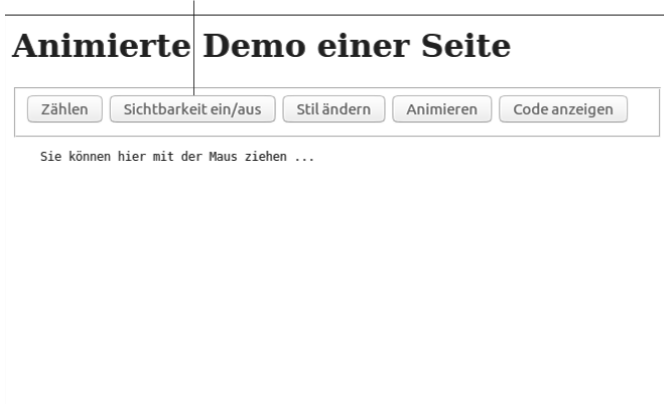 Animierte Demo einer Seite
Zählen Sichtbarkeit ein/aus Stil ändern Animieren Code anzeigen
Sie können hier mit der Maus ziehen ...